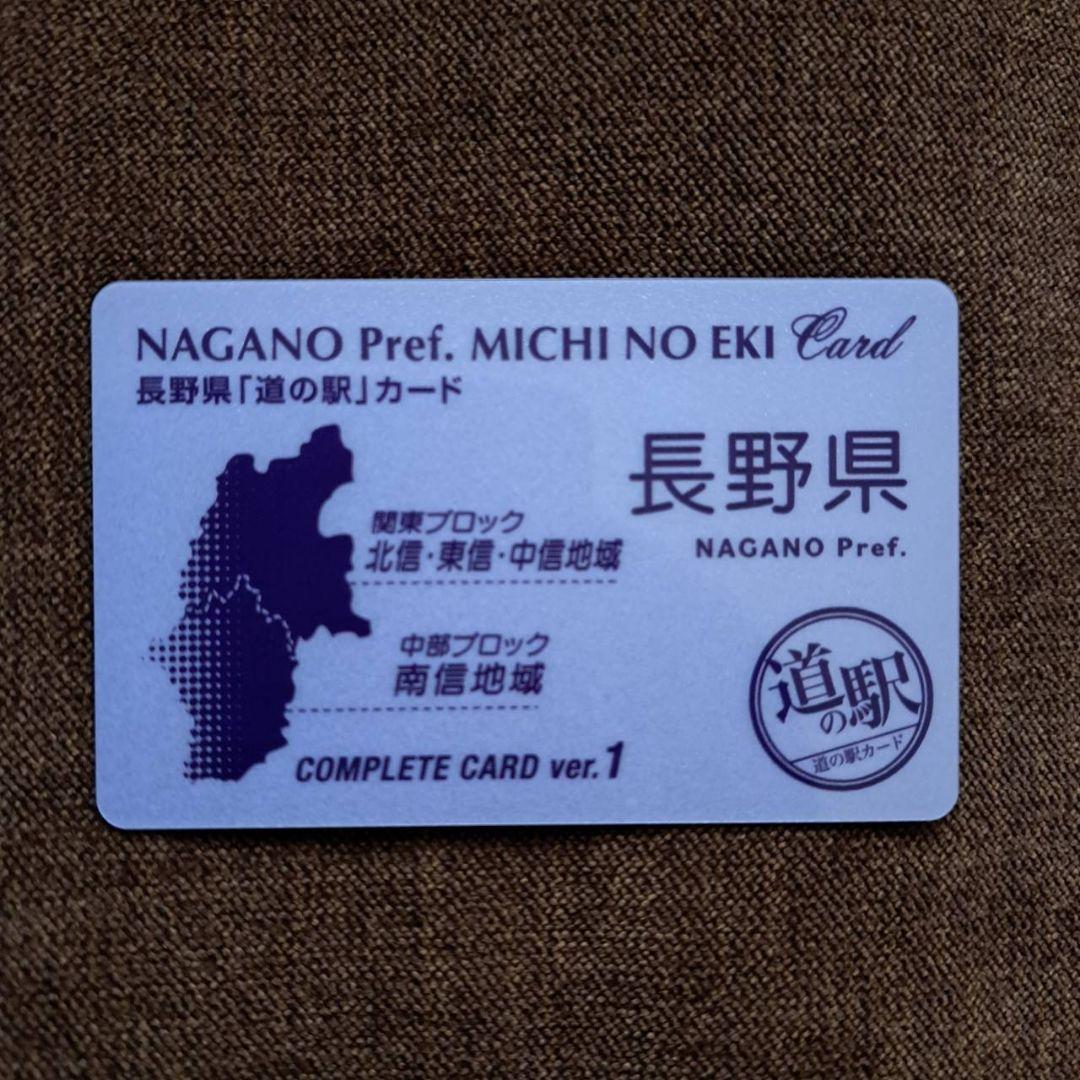 NAGANO Pref. MICHI NO EKI Card
長野県「道の駅」カード
長野県
NAGANO Pref.
関東ブロック
北信・東信・中信地域
中部ブロック
南信地域
COMPLETE CARD ver.1
道の駅
道の駅カード